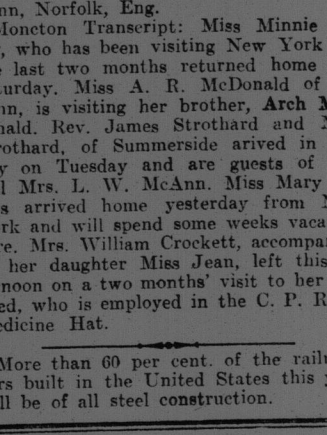 nn, Norfolk, Eng.
Moncton Transcript: Miss Minnie
, who has been visiting New York
e last two months returned home
turday. Miss A. R. McDonald of
nn, is visiting her brother, Arch M
nald. Rev. James Strothard and
rothard, of Summerside arived in
y on Tuesday and are guests of
l Mrs. L. W. McAnn. Miss Mary
s arrived home yesterday from N
rk and will spend some weeks vaca
re. Mrs. William Crockett, accompa
her daughter Miss Jean, left this
noon on a two months' visit to her
ed, who is employed in the C. P. R
edicine Hat.
More than 60 per cent. of the rail
rs built in the United States this
ll be of all steel construction.